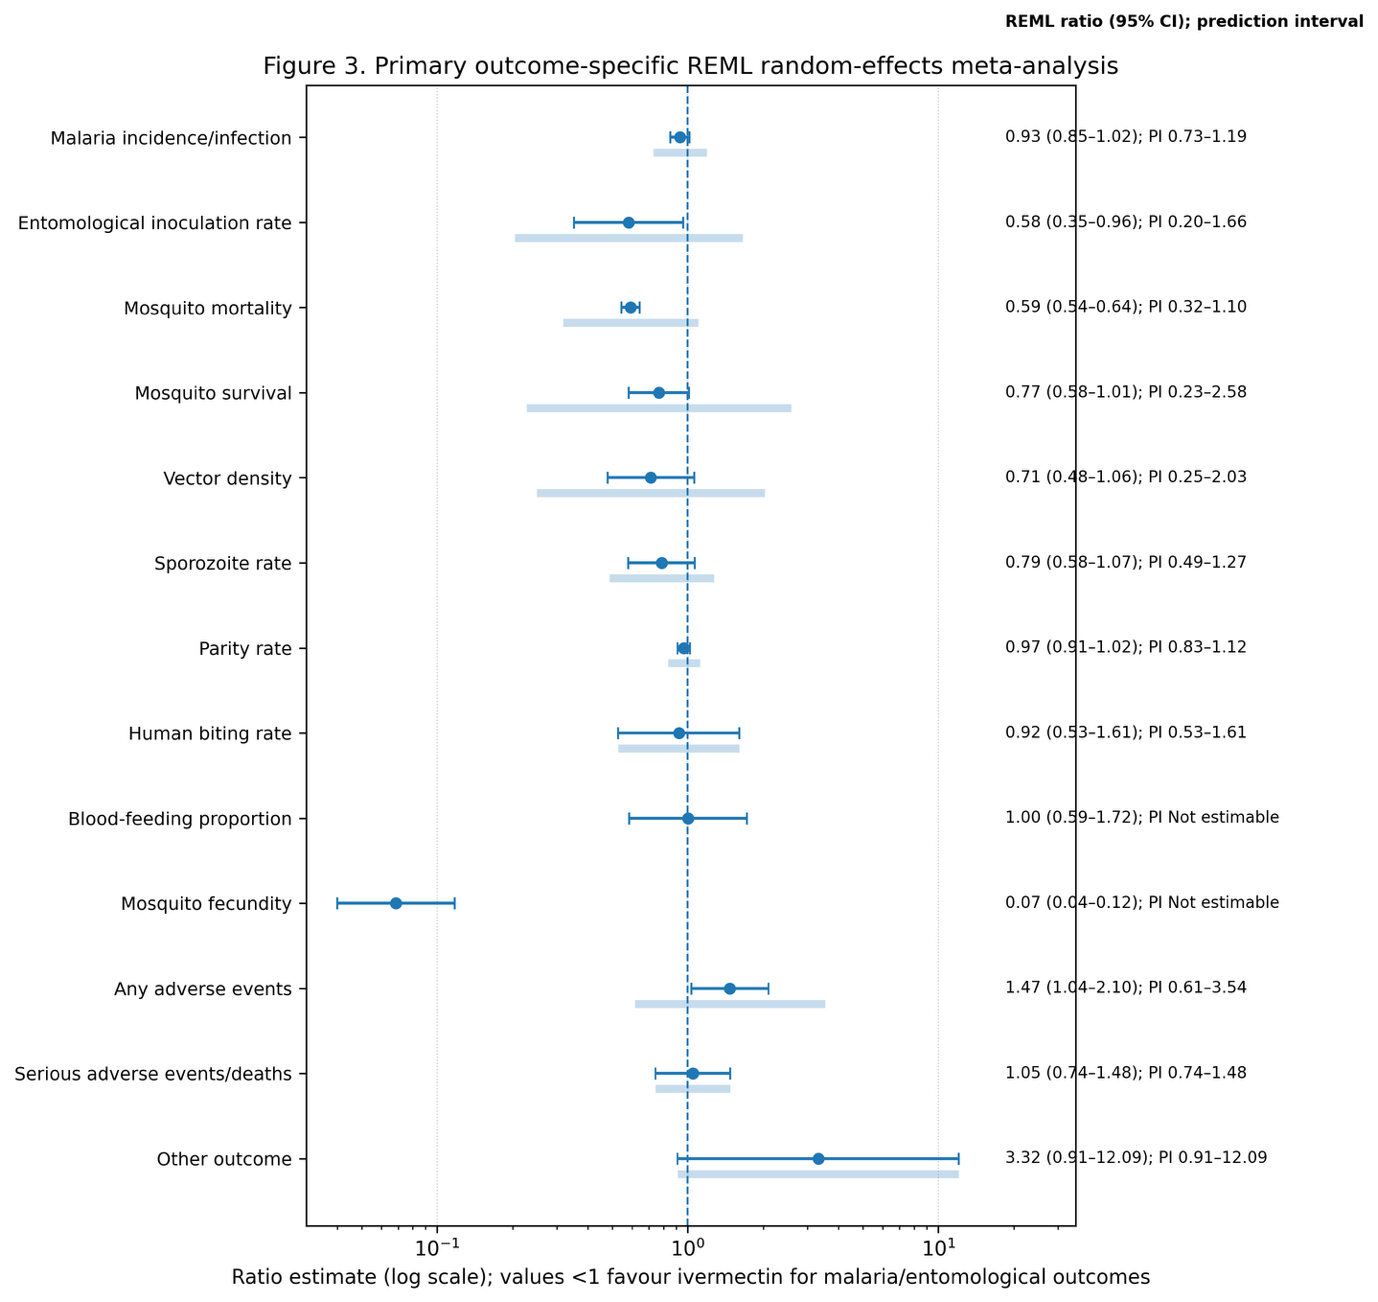 REML ratio (95% CI); prediction interval
Figure 3. Primary outcome-specific REML random-effects meta-analysis
Malaria incidence/infection 0.93 (0.85–1.02); PI 0.73–1.19
Entomological inoculation rate 0.58 (0.35–0.96); PI 0.20–1.66
Mosquito mortality 0.59 (0.54–0.64); PI 0.32–1.10
Mosquito survival 0.77 (0.58–1.01); PI 0.23–2.58
Vector density 0.71 (0.48–1.06); PI 0.25–2.03
Sporozoite rate 0.79 (0.58–1.07); PI 0.49–1.27
Parity rate 0.97 (0.91–1.02); PI 0.83–1.12
Human biting rate 0.92 (0.53–1.61); PI 0.53–1.61
Blood-feeding proportion 1.00 (0.59–1.72); PI Not estimable
Mosquito fecundity 0.07 (0.04–0.12); PI Not estimable
Any adverse events 1.47 (1.04–2.10); PI 0.61–3.54
Serious adverse events/deaths 1.05 (0.74–1.48); PI 0.74–1.48
Other outcome 3.32 (0.91–12.09); PI 0.91–12.09
10⁻¹ 10⁰ 10¹
Ratio estimate (log scale); values <1 favour ivermectin for malaria/entomological outcomes